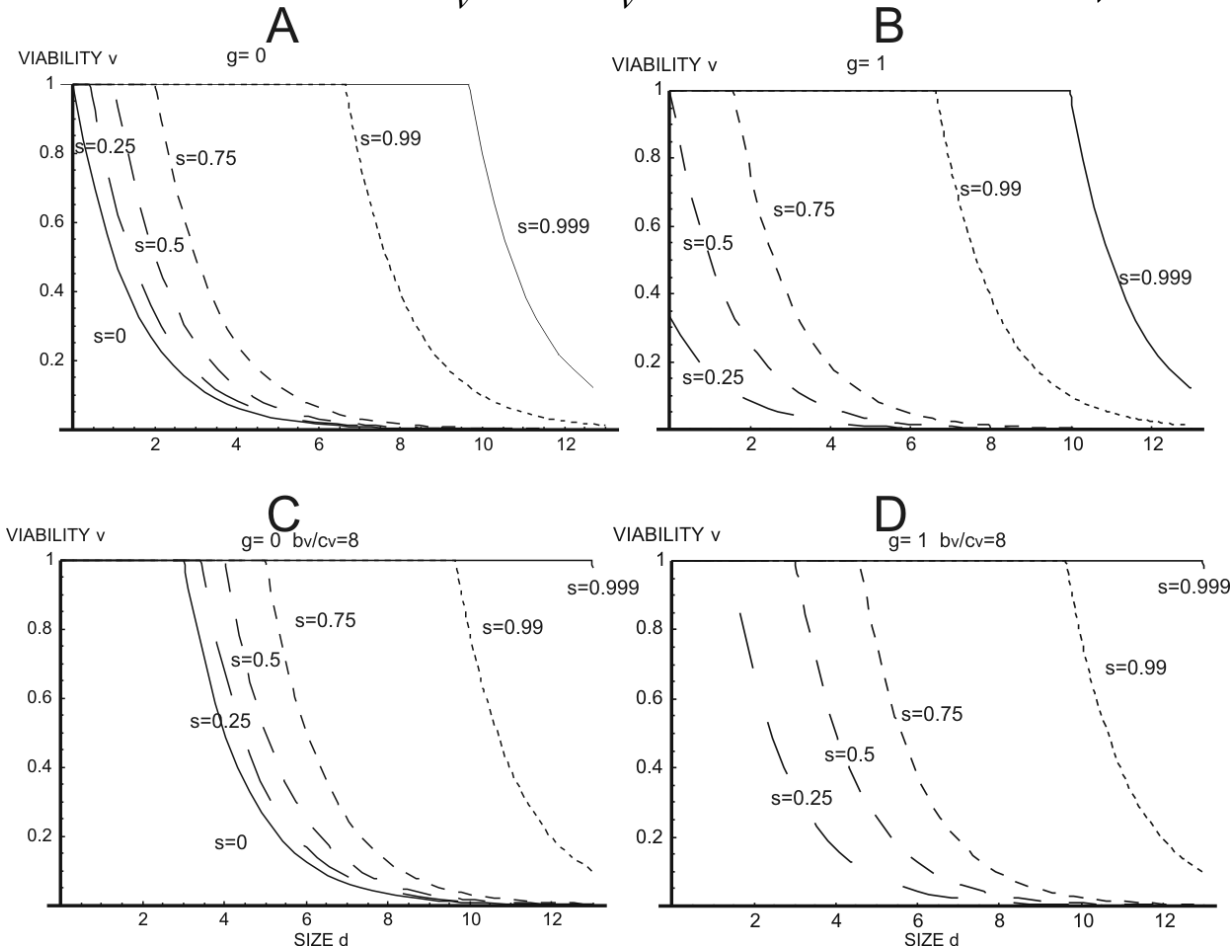 A
VIABILITY v
g= 0
1
0.8
0.6
0.4
0.2
2
4
6
8
10
12
s=0.25
s=0.75
s=0.99
s=0.5
s=0.999
s=0
B
VIABILITY v
g= 1
1
0.8
0.6
0.4
0.2
2
4
6
8
10
12
s=0.99
s=0.75
s=0.5
s=0.999
s=0.25
C
VIABILITY v
g= 0 bv/cv=8
1
0.8
0.6
0.4
0.2
2
4
6
8
10
12
SIZE d
s=0.999
s=0.75
s=0.99
s=0.5
s=0.25
s=0
D
VIABILITY v
g= 1 bv/cv=8
1
0.8
0.6
0.4
0.2
2
4
6
8
10
12
SIZE d
s=0.999
s=0.99
s=0.75
s=0.5
s=0.25